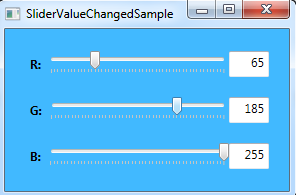 SliderValueChangedSample
R: 65
G: 185
B: 255